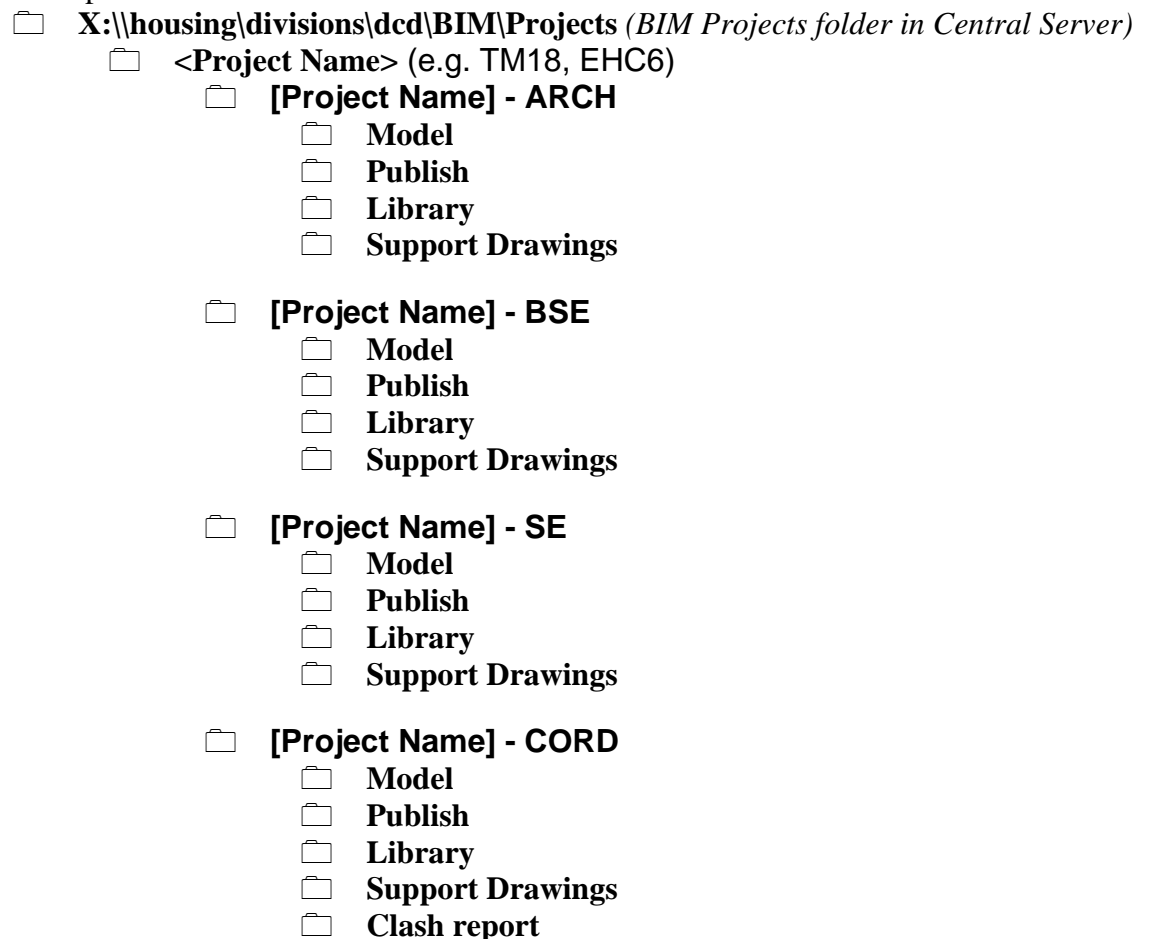 X:\\housing\divisions\dcd\BIM\Projects (BIM Projects folder in Central Server)
<Project Name> (e.g. TM18, EHC6)
[Project Name] - ARCH
Model
Publish
Library
Support Drawings
[Project Name] - BSE
Model
Publish
Library
Support Drawings
[Project Name] - SE
Model
Publish
Library
Support Drawings
[Project Name] - CORD
Model
Publish
Library
Support Drawings
Clash report